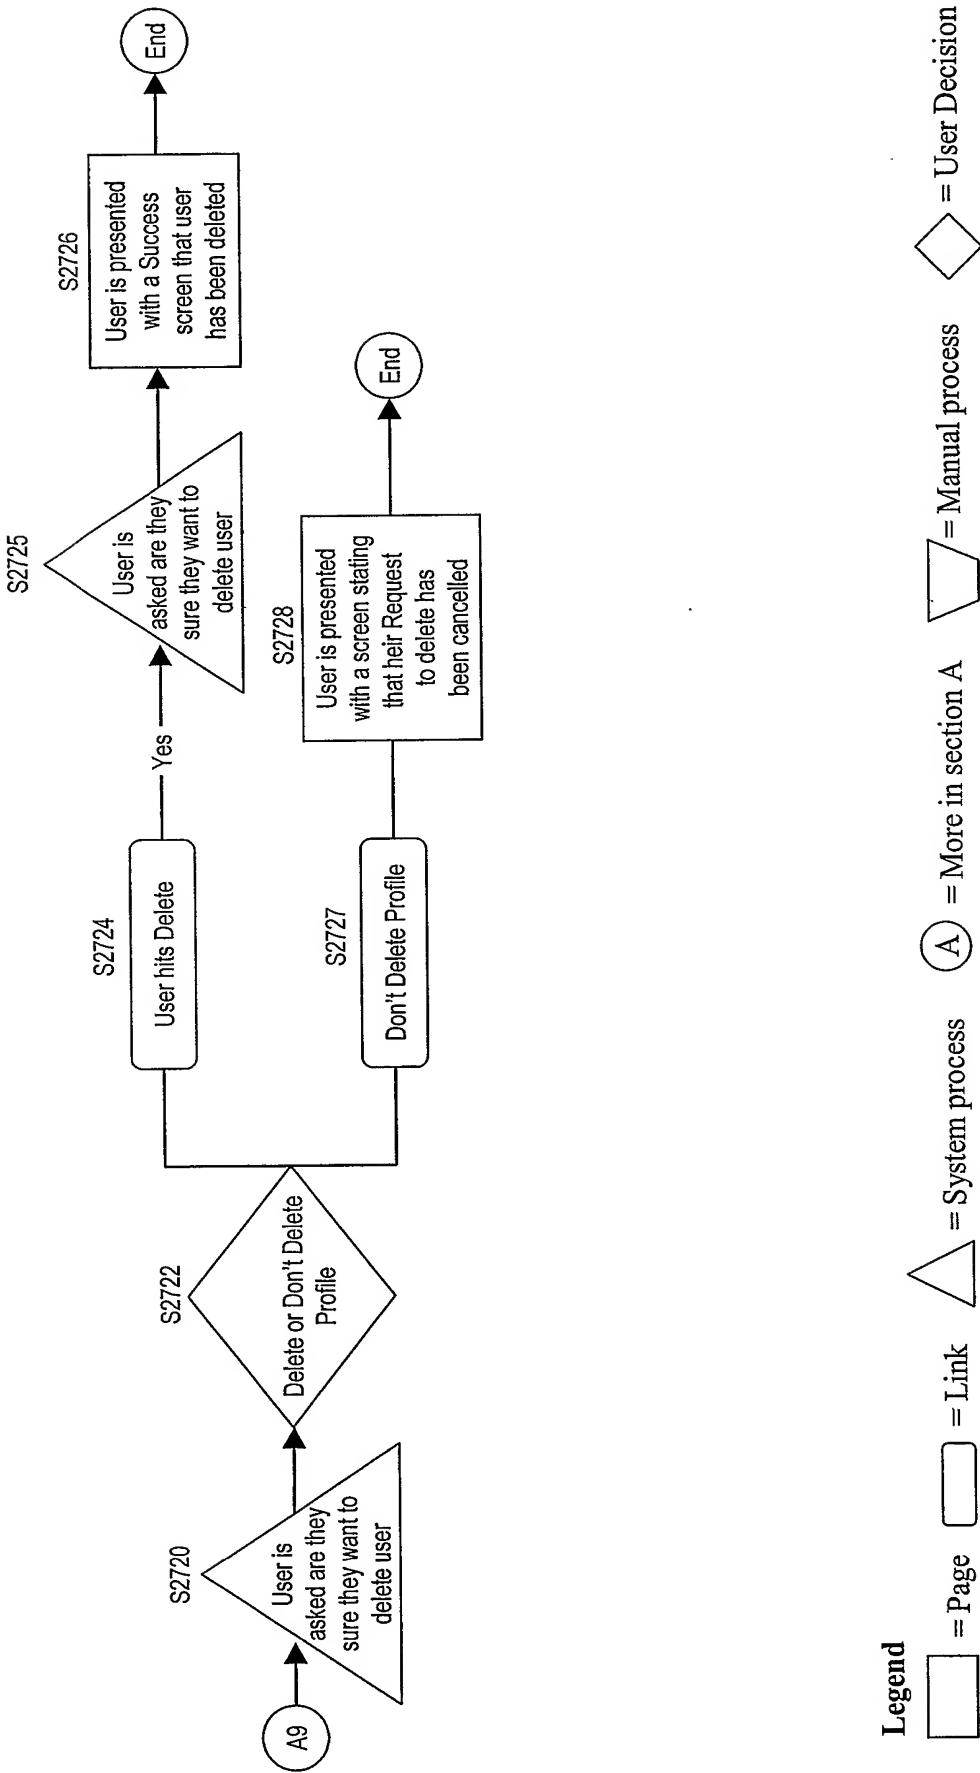 A9
S2720
User is
asked are they
sure they want to
delete user
S2722
Delete or Don't Delete
Profile
S2724
User hits Delete
Yes
S2725
User is
asked are they
sure they want to
delete user
S2726
User is presented
with a Success
screen that user
has been deleted
End
S2727
Don't Delete Profile
S2728
User is presented
with a screen stating
that heir Request
to delete has
been cancelled
End
Legend
= Page
= Link
= System process
A = More in section A
= Manual process
= User Decision